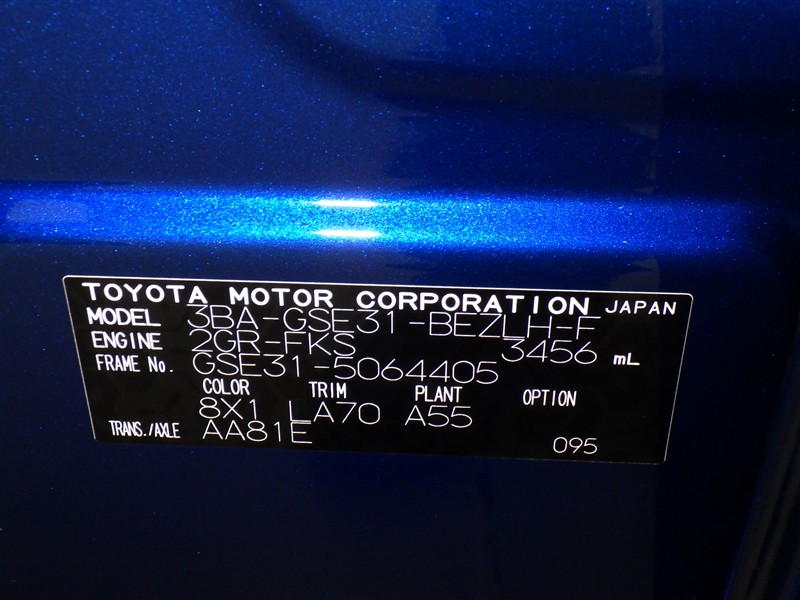 TOYOTA MOTOR CORPORATION JAPAN
MODEL 3BA-GSE31-BEZLH-F
ENGINE 2GR-FKS 3456 mL
FRAME No. GSE31-5064405
COLOR TRIM PLANT OPTION
8X1 LA70 A55
TRANS./AXLE AA81E 095